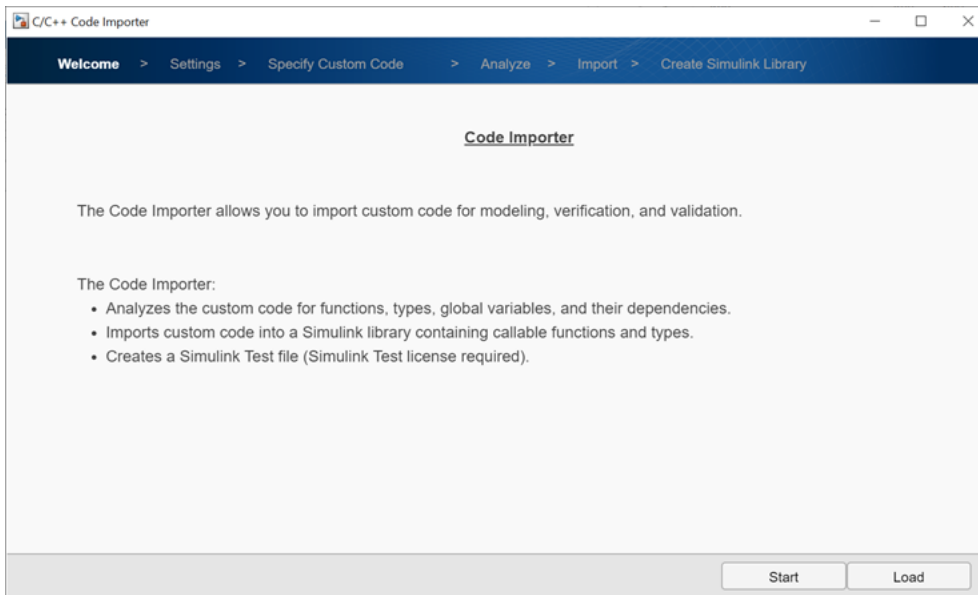 C/C++ Code Importer
Welcome > Settings > Specify Custom Code > Analyze > Import > Create Simulink Library
Code Importer
The Code Importer allows you to import custom code for modeling, verification, and validation.
The Code Importer:
• Analyzes the custom code for functions, types, global variables, and their dependencies.
• Imports custom code into a Simulink library containing callable functions and types.
• Creates a Simulink Test file (Simulink Test license required).
Start Load